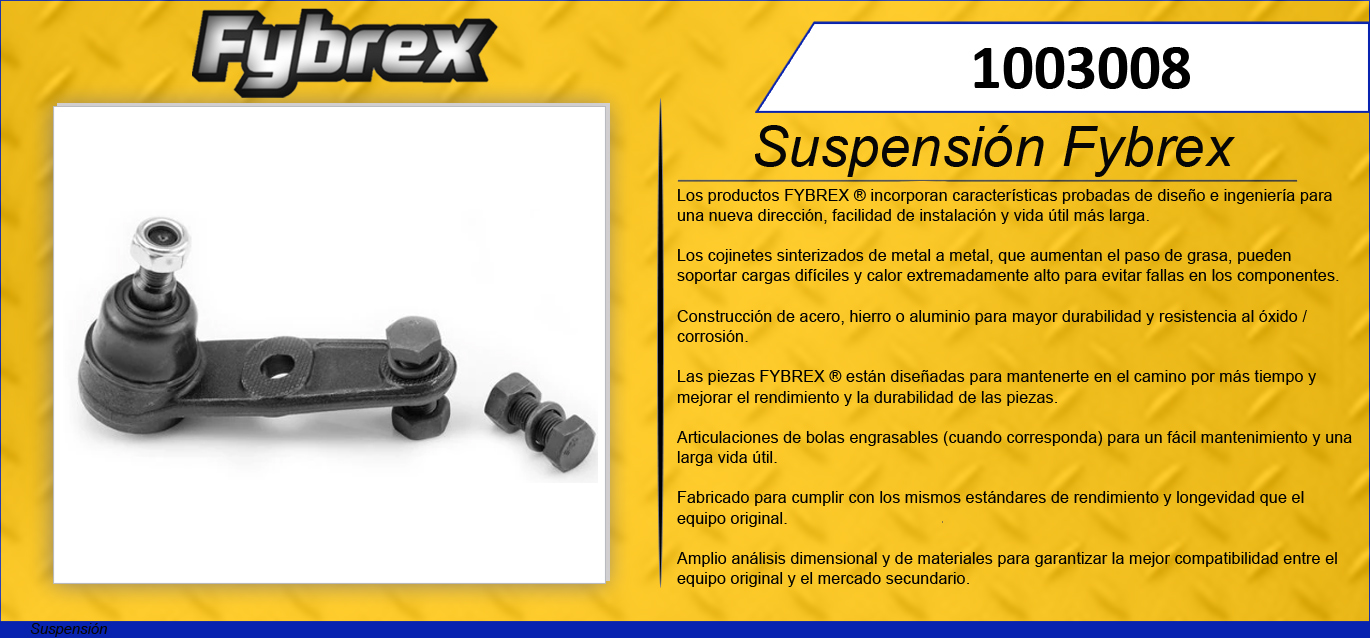 Fybrex
1003008
Suspensión Fybrex
Los productos FYBREX ® incorporan características probadas de diseño e ingeniería para
una nueva dirección, facilidad de instalación y vida útil más larga.
Los cojinetes sinterizados de metal a metal, que aumentan el paso de grasa, pueden
soportar cargas difíciles y calor extremadamente alto para evitar fallas en los componentes.
Construcción de acero, hierro o aluminio para mayor durabilidad y resistencia al óxido /
corrosión.
Las piezas FYBREX ® están diseñadas para mantenerte en el camino por más tiempo y
mejorar el rendimiento y la durabilidad de las piezas.
Articulaciones de bolas engrasables (cuando corresponda) para un fácil mantenimiento y una
larga vida útil.
Fabricado para cumplir con los mismos estándares de rendimiento y longevidad que el
equipo original.
Amplio análisis dimensional y de materiales para garantizar la mejor compatibilidad entre el
equipo original y el mercado secundario.
Suspensión